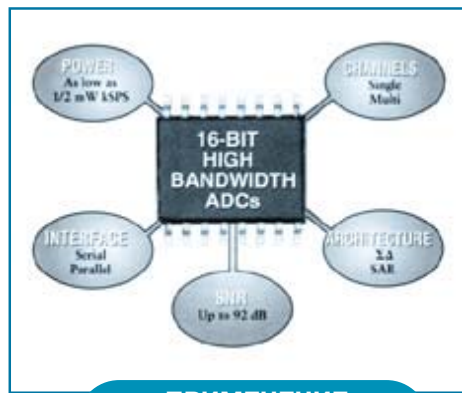 POWER
As low as
1/2 mW kSPS
CHANNELS
Single
Multi
16-BIT
HIGH
BANDWIDTH
ADCs
INTERFACE
Serial
Parallel
ARCHITECTURE
ΣΔ
SAR
SNR
Up to 92 dB